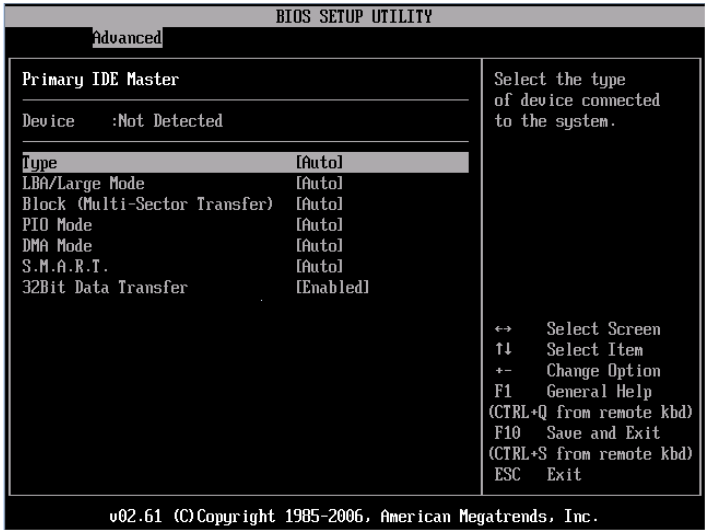 BIOS SETUP UTILITY
Advanced
Primary IDE Master
Device :Not Detected
Type [Auto]
LBA/Large Mode [Auto]
Block (Multi-Sector Transfer) [Auto]
PIO Mode [Auto]
DMA Mode [Auto]
S.M.A.R.T. [Auto]
32Bit Data Transfer [Enabled]
Select the type
of device connected
to the system.
↔ Select Screen
↑↓ Select Item
+- Change Option
F1 General Help
(CTRL+Q from remote kbd)
F10 Save and Exit
(CTRL+S from remote kbd)
ESC Exit
v02.61 (C)Copyright 1985-2006, American Megatrends, Inc.